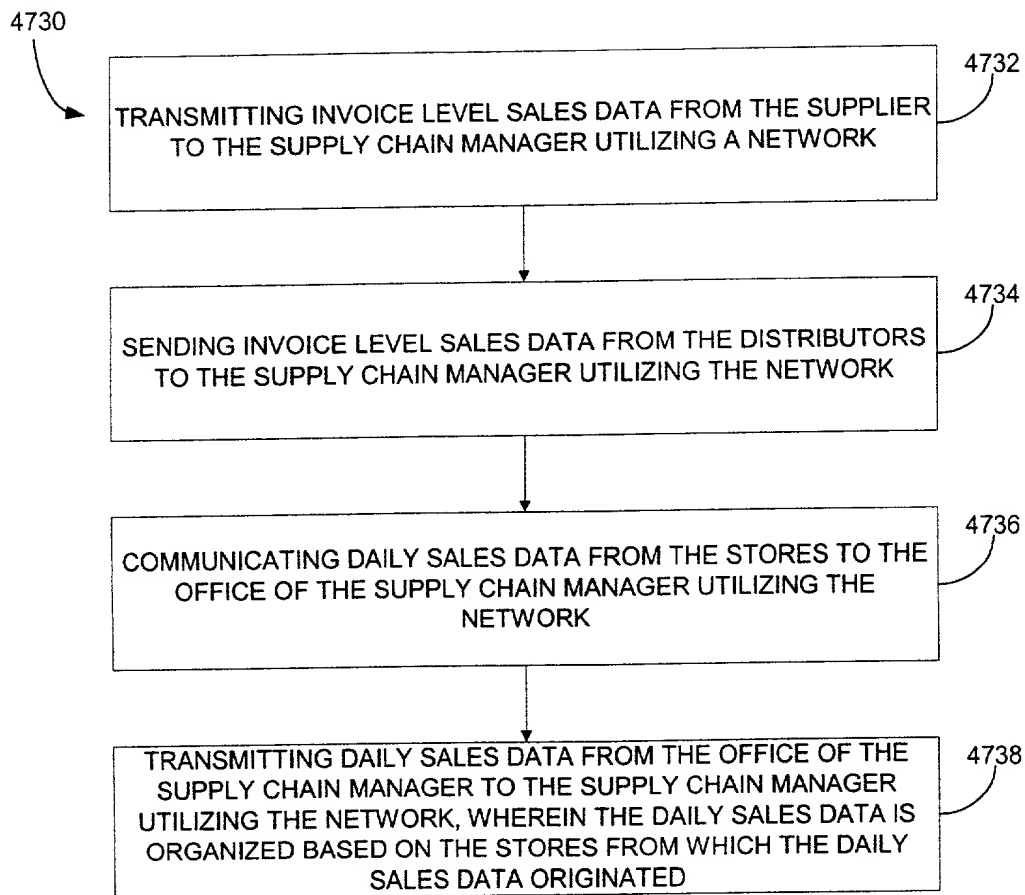 4730
4732
TRANSMITTING INVOICE LEVEL SALES DATA FROM THE SUPPLIER
TO THE SUPPLY CHAIN MANAGER UTILIZING A NETWORK
4734
SENDING INVOICE LEVEL SALES DATA FROM THE DISTRIBUTORS
TO THE SUPPLY CHAIN MANAGER UTILIZING THE NETWORK
4736
COMMUNICATING DAILY SALES DATA FROM THE STORES TO THE
OFFICE OF THE SUPPLY CHAIN MANAGER UTILIZING THE
NETWORK
4738
TRANSMITTING DAILY SALES DATA FROM THE OFFICE OF THE
SUPPLY CHAIN MANAGER TO THE SUPPLY CHAIN MANAGER
UTILIZING THE NETWORK, WHEREIN THE DAILY SALES DATA IS
ORGANIZED BASED ON THE STORES FROM WHICH THE DAILY
SALES DATA ORIGINATED